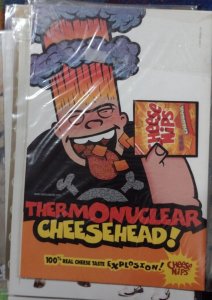 CHEESE
NIPS
THERMONUCLEAR
CHEESEHEAD!
100% REAL CHEESE TASTE EXPLOSION!
CHEESE
NIPS